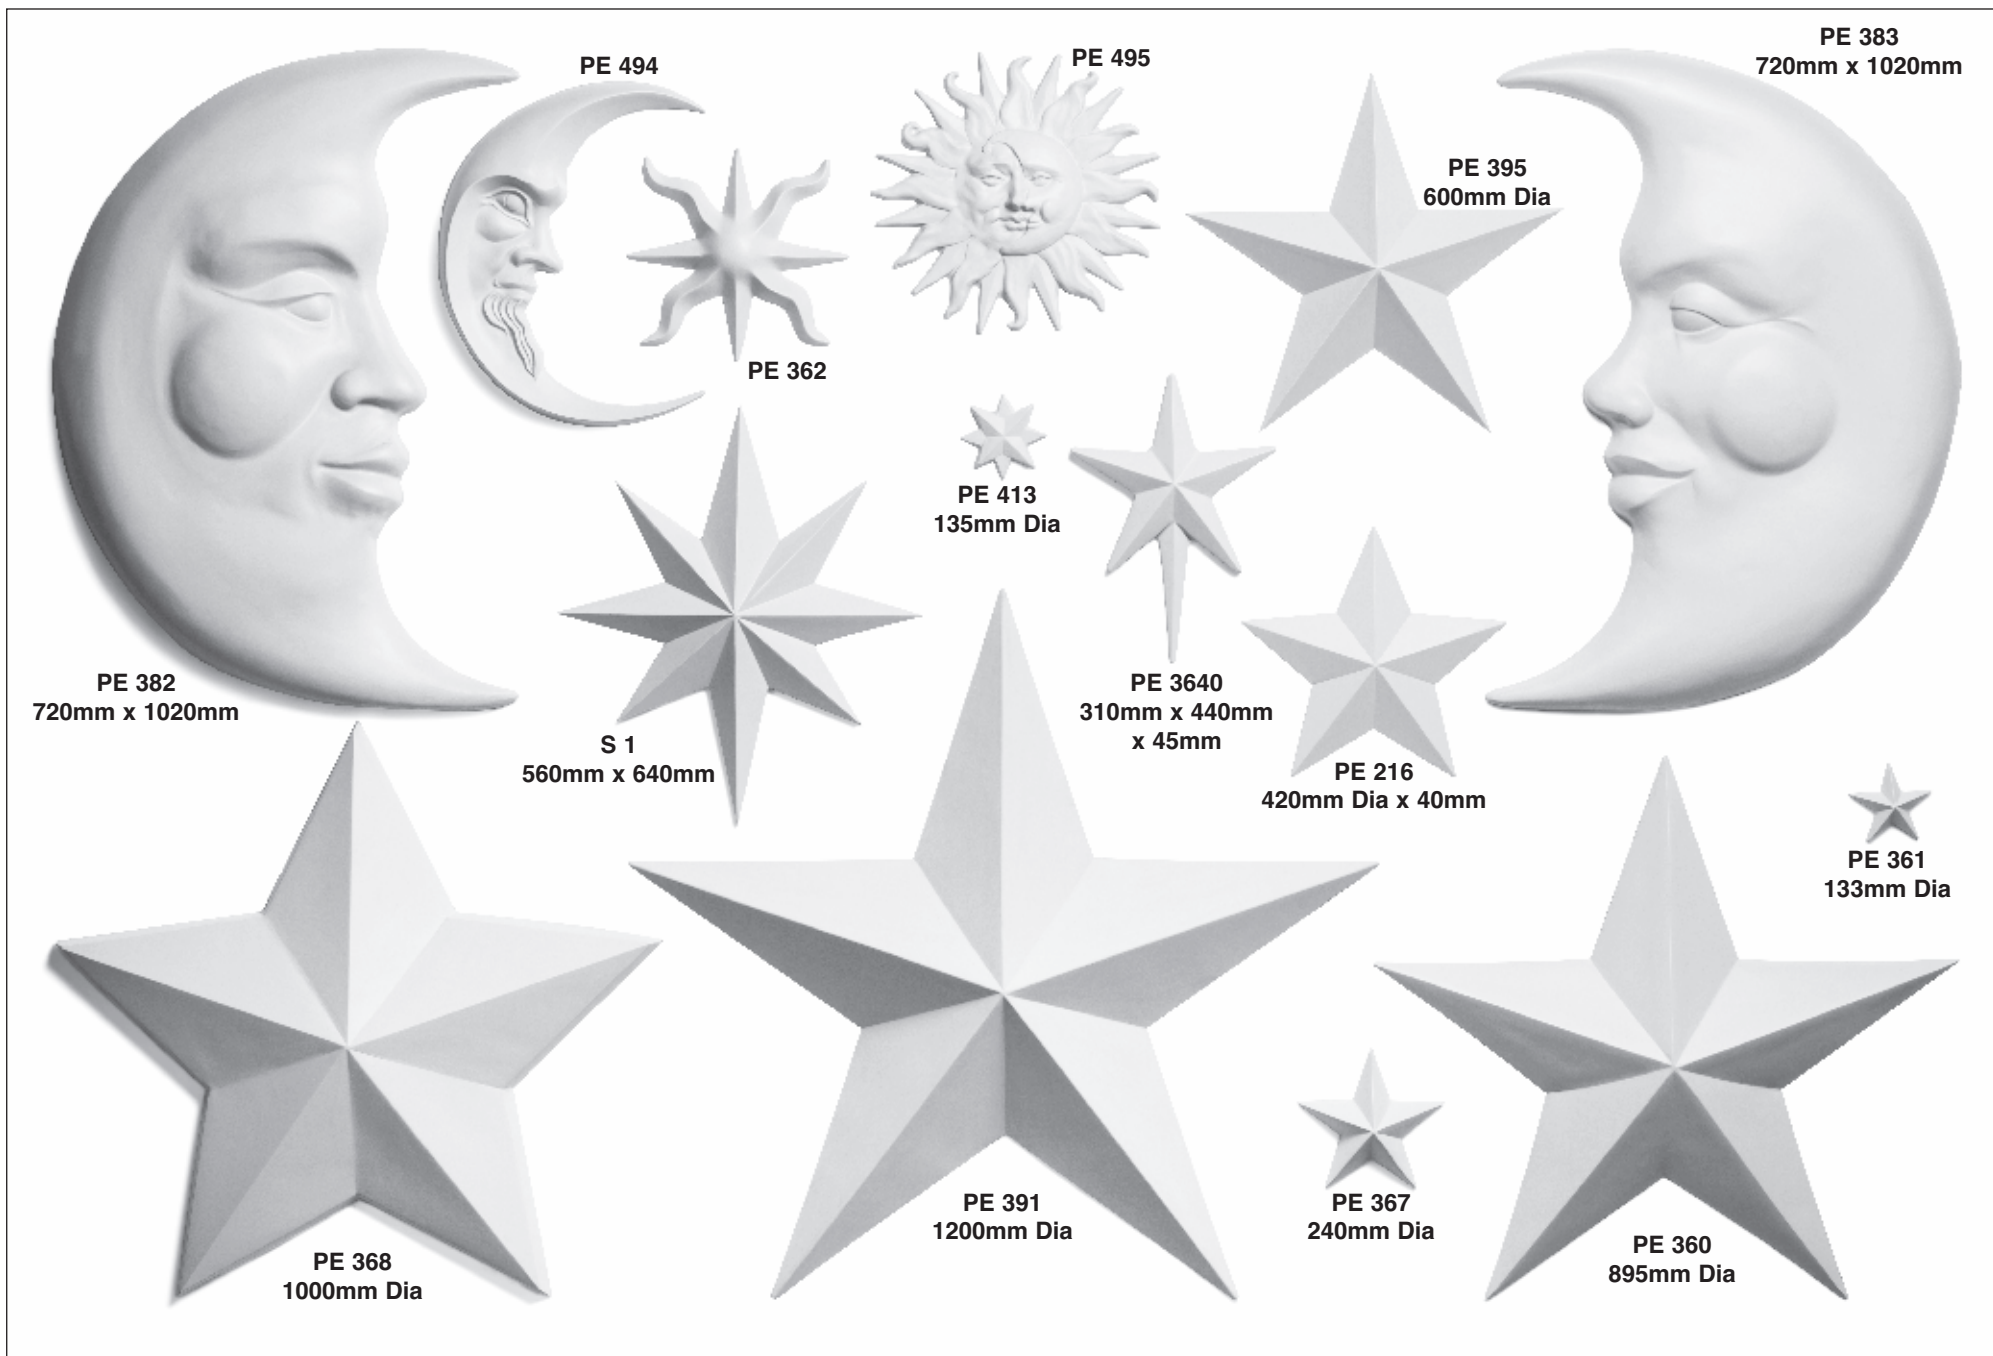 PE 383
720mm x 1020mm
PE 494
PE 495
PE 395
600mm Dia
PE 362
PE 413
135mm Dia
PE 382
720mm x 1020mm
PE 3640
310mm x 440mm
x 45mm
S 1
560mm x 640mm
PE 216
420mm Dia x 40mm
PE 361
133mm Dia
PE 391
1200mm Dia
PE 367
240mm Dia
PE 360
895mm Dia
PE 368
1000mm Dia